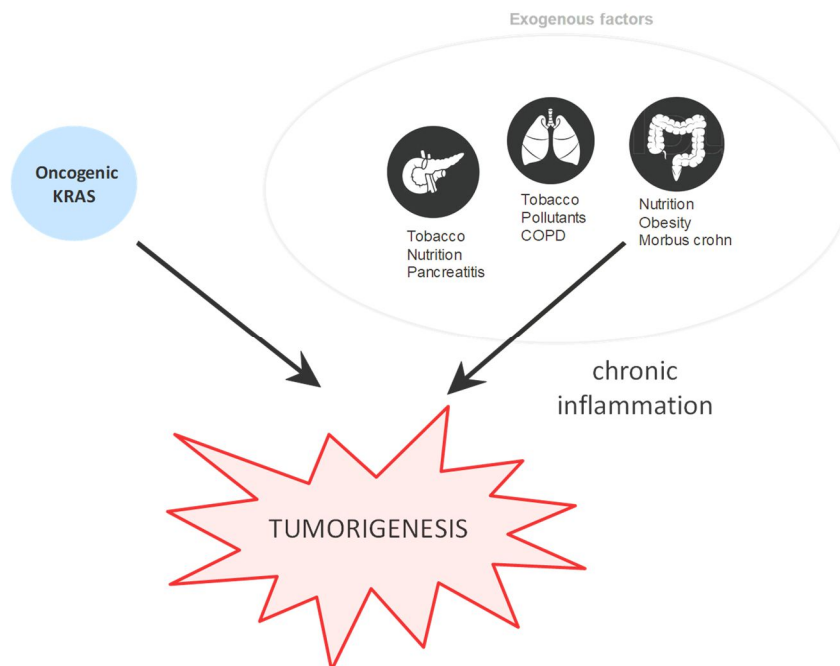 Exogenous factors
Oncogenic
KRAS
Tobacco
Nutrition
Pancreatitis
Tobacco
Pollutants
COPD
Nutrition
Obesity
Morbus crohn
chronic
inflammation
TUMORIGENESIS